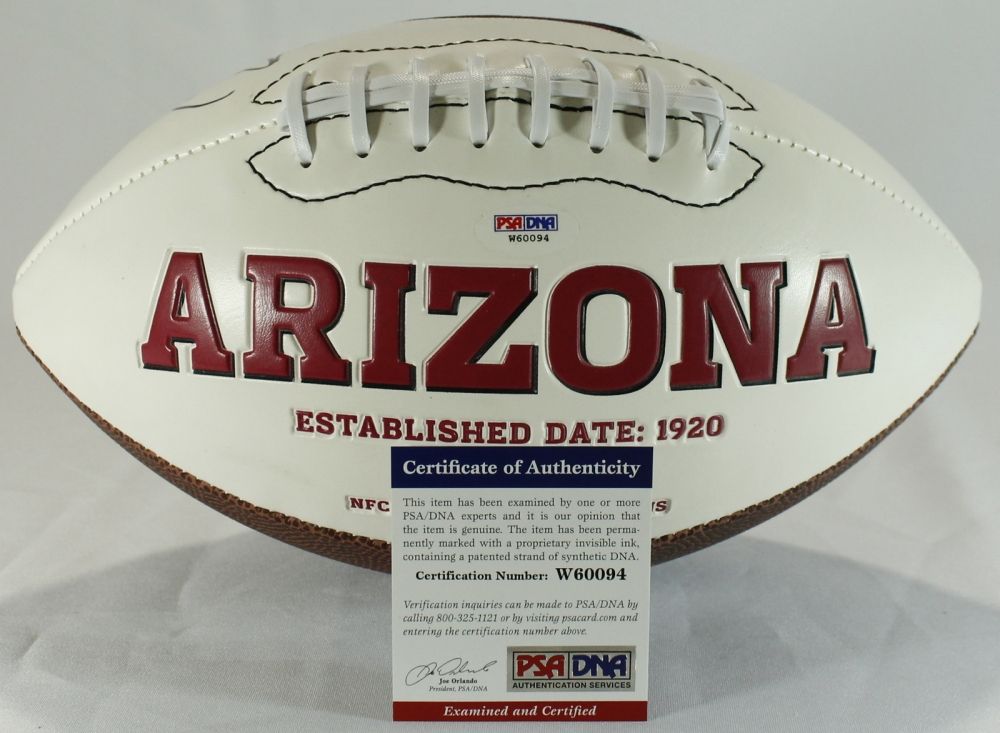 PSA DNA
W60094
ARIZONA
ESTABLISHED DATE: 1920
NFC
Certificate of Authenticity
This item has been examined by one or more
PSA/DNA experts and it is our opinion that
the item is genuine. The item has been perma-
nently marked with a proprietary invisible ink,
containing a patented strand of synthetic DNA.
Certification Number: W60094
Verification inquiries can be made to PSA/DNA by
calling 800-325-1121 or by visiting psacard.com and
entering the certification number above.
Joe Orlando
President, PSA/DNA
PSA DNA
AUTHENTICATION SERVICES
Examined and Certified